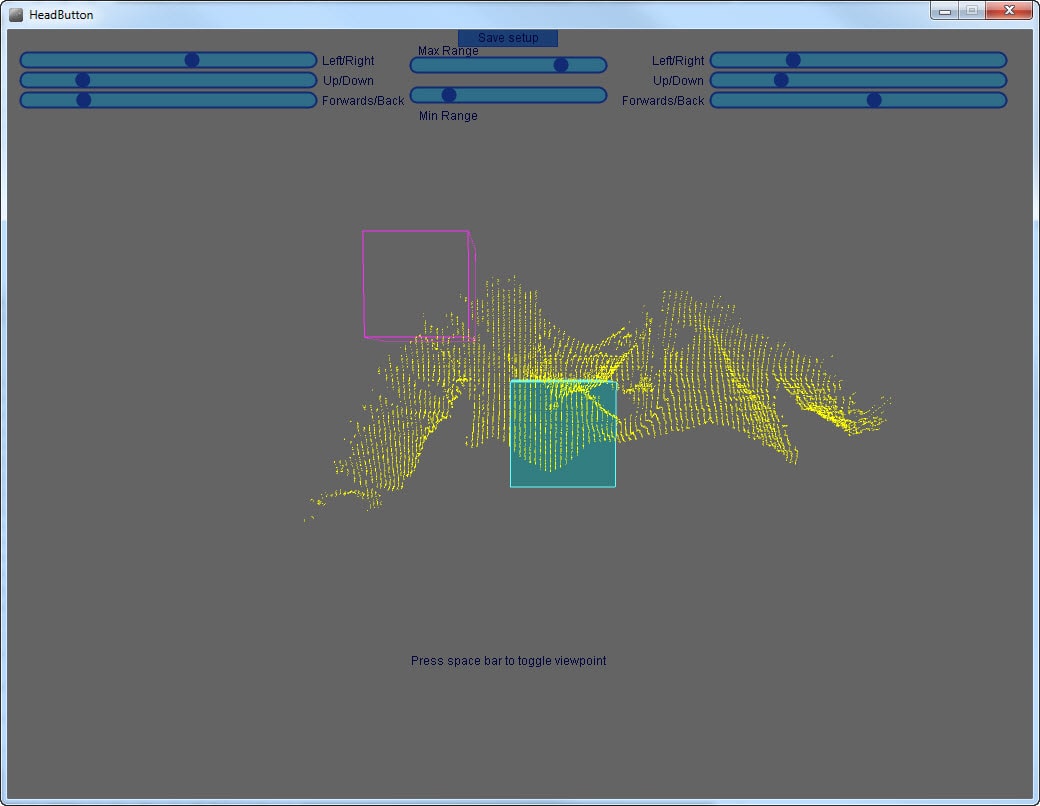 HeadButton
Save setup
Max Range
Left/Right
Left/Right
Up/Down
Up/Down
Forwards/Back
Forwards/Back
Min Range
Press space bar to toggle viewpoint